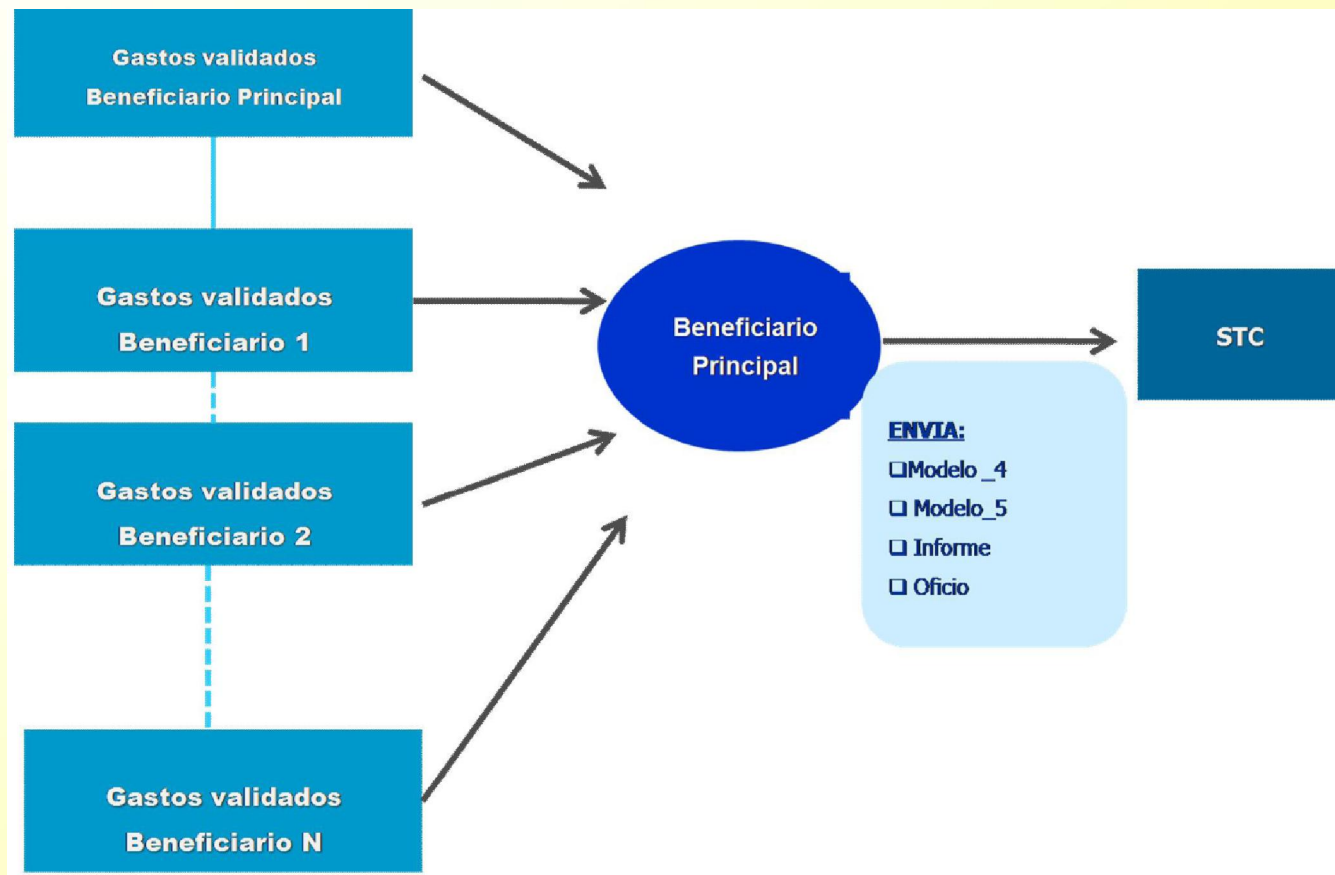 Gastos validados
Beneficiario Principal
Gastos validados
Beneficiario 1
Gastos validados
Beneficiario 2
Gastos validados
Beneficiario N
Beneficiario
Principal
STC
ENVIA:
❑Modelo _4
❑ Modelo_5
❑ Informe
❑ Oficio